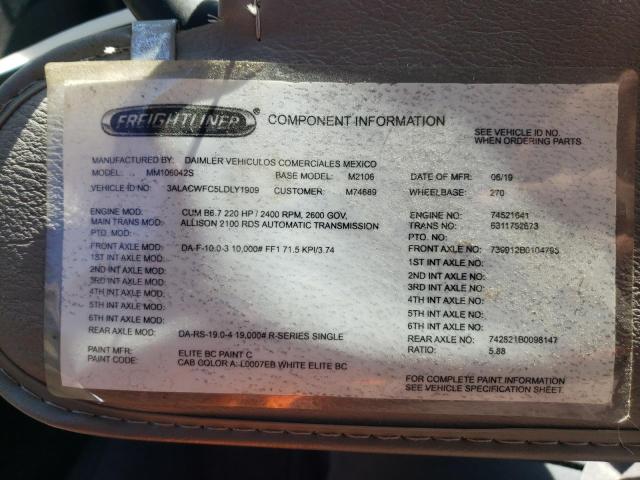 FREIGHTLINER ® COMPONENT INFORMATION
SEE VEHICLE ID NO.
WHEN ORDERING PARTS
MANUFACTURED BY: DAIMLER VEHICULOS COMERCIALES MEXICO
MODEL: MM106042S BASE MODEL: M2106 DATE OF MFR: 06/19
VEHICLE ID NO: 3ALACWFC5LDLY1909 CUSTOMER: M74689 WHEELBASE: 270
ENGINE MOD: CUM B6.7 220 HP / 2400 RPM, 2600 GOV, ENGINE NO: 74521641
MAIN TRANS MOD: ALLISON 2100 RDS AUTOMATIC TRANSMISSION TRANS NO: 6311752673
PTO. MOD: PTO. NO:
FRONT AXLE MOD: DA-F-10.0-3 10,000# FF1 71.5 KPI/3.74 FRONT AXLE NO: 739912B0104795
1ST INT AXLE MOD: 1ST INT AXLE NO:
2ND INT AXLE MOD: 2ND INT AXLE NO:
3RD INT AXLE MOD: 3RD INT AXLE NO:
4TH INT AXLE MOD: 4TH INT AXLE NO:
5TH INT AXLE MOD: 5TH INT AXLE NO:
6TH INT AXLE MOD: 6TH INT AXLE NO:
REAR AXLE MOD: DA-RS-19.0-4 19,000# R-SERIES SINGLE REAR AXLE NO: 742821B0098147
RATIO: 5.88
PAINT MFR: ELITE BC PAINT C
PAINT CODE: CAB COLOR A: L0007EB WHITE ELITE BC
FOR COMPLETE PAINT INFORMATION
SEE VEHICLE SPECIFICATION SHEET.